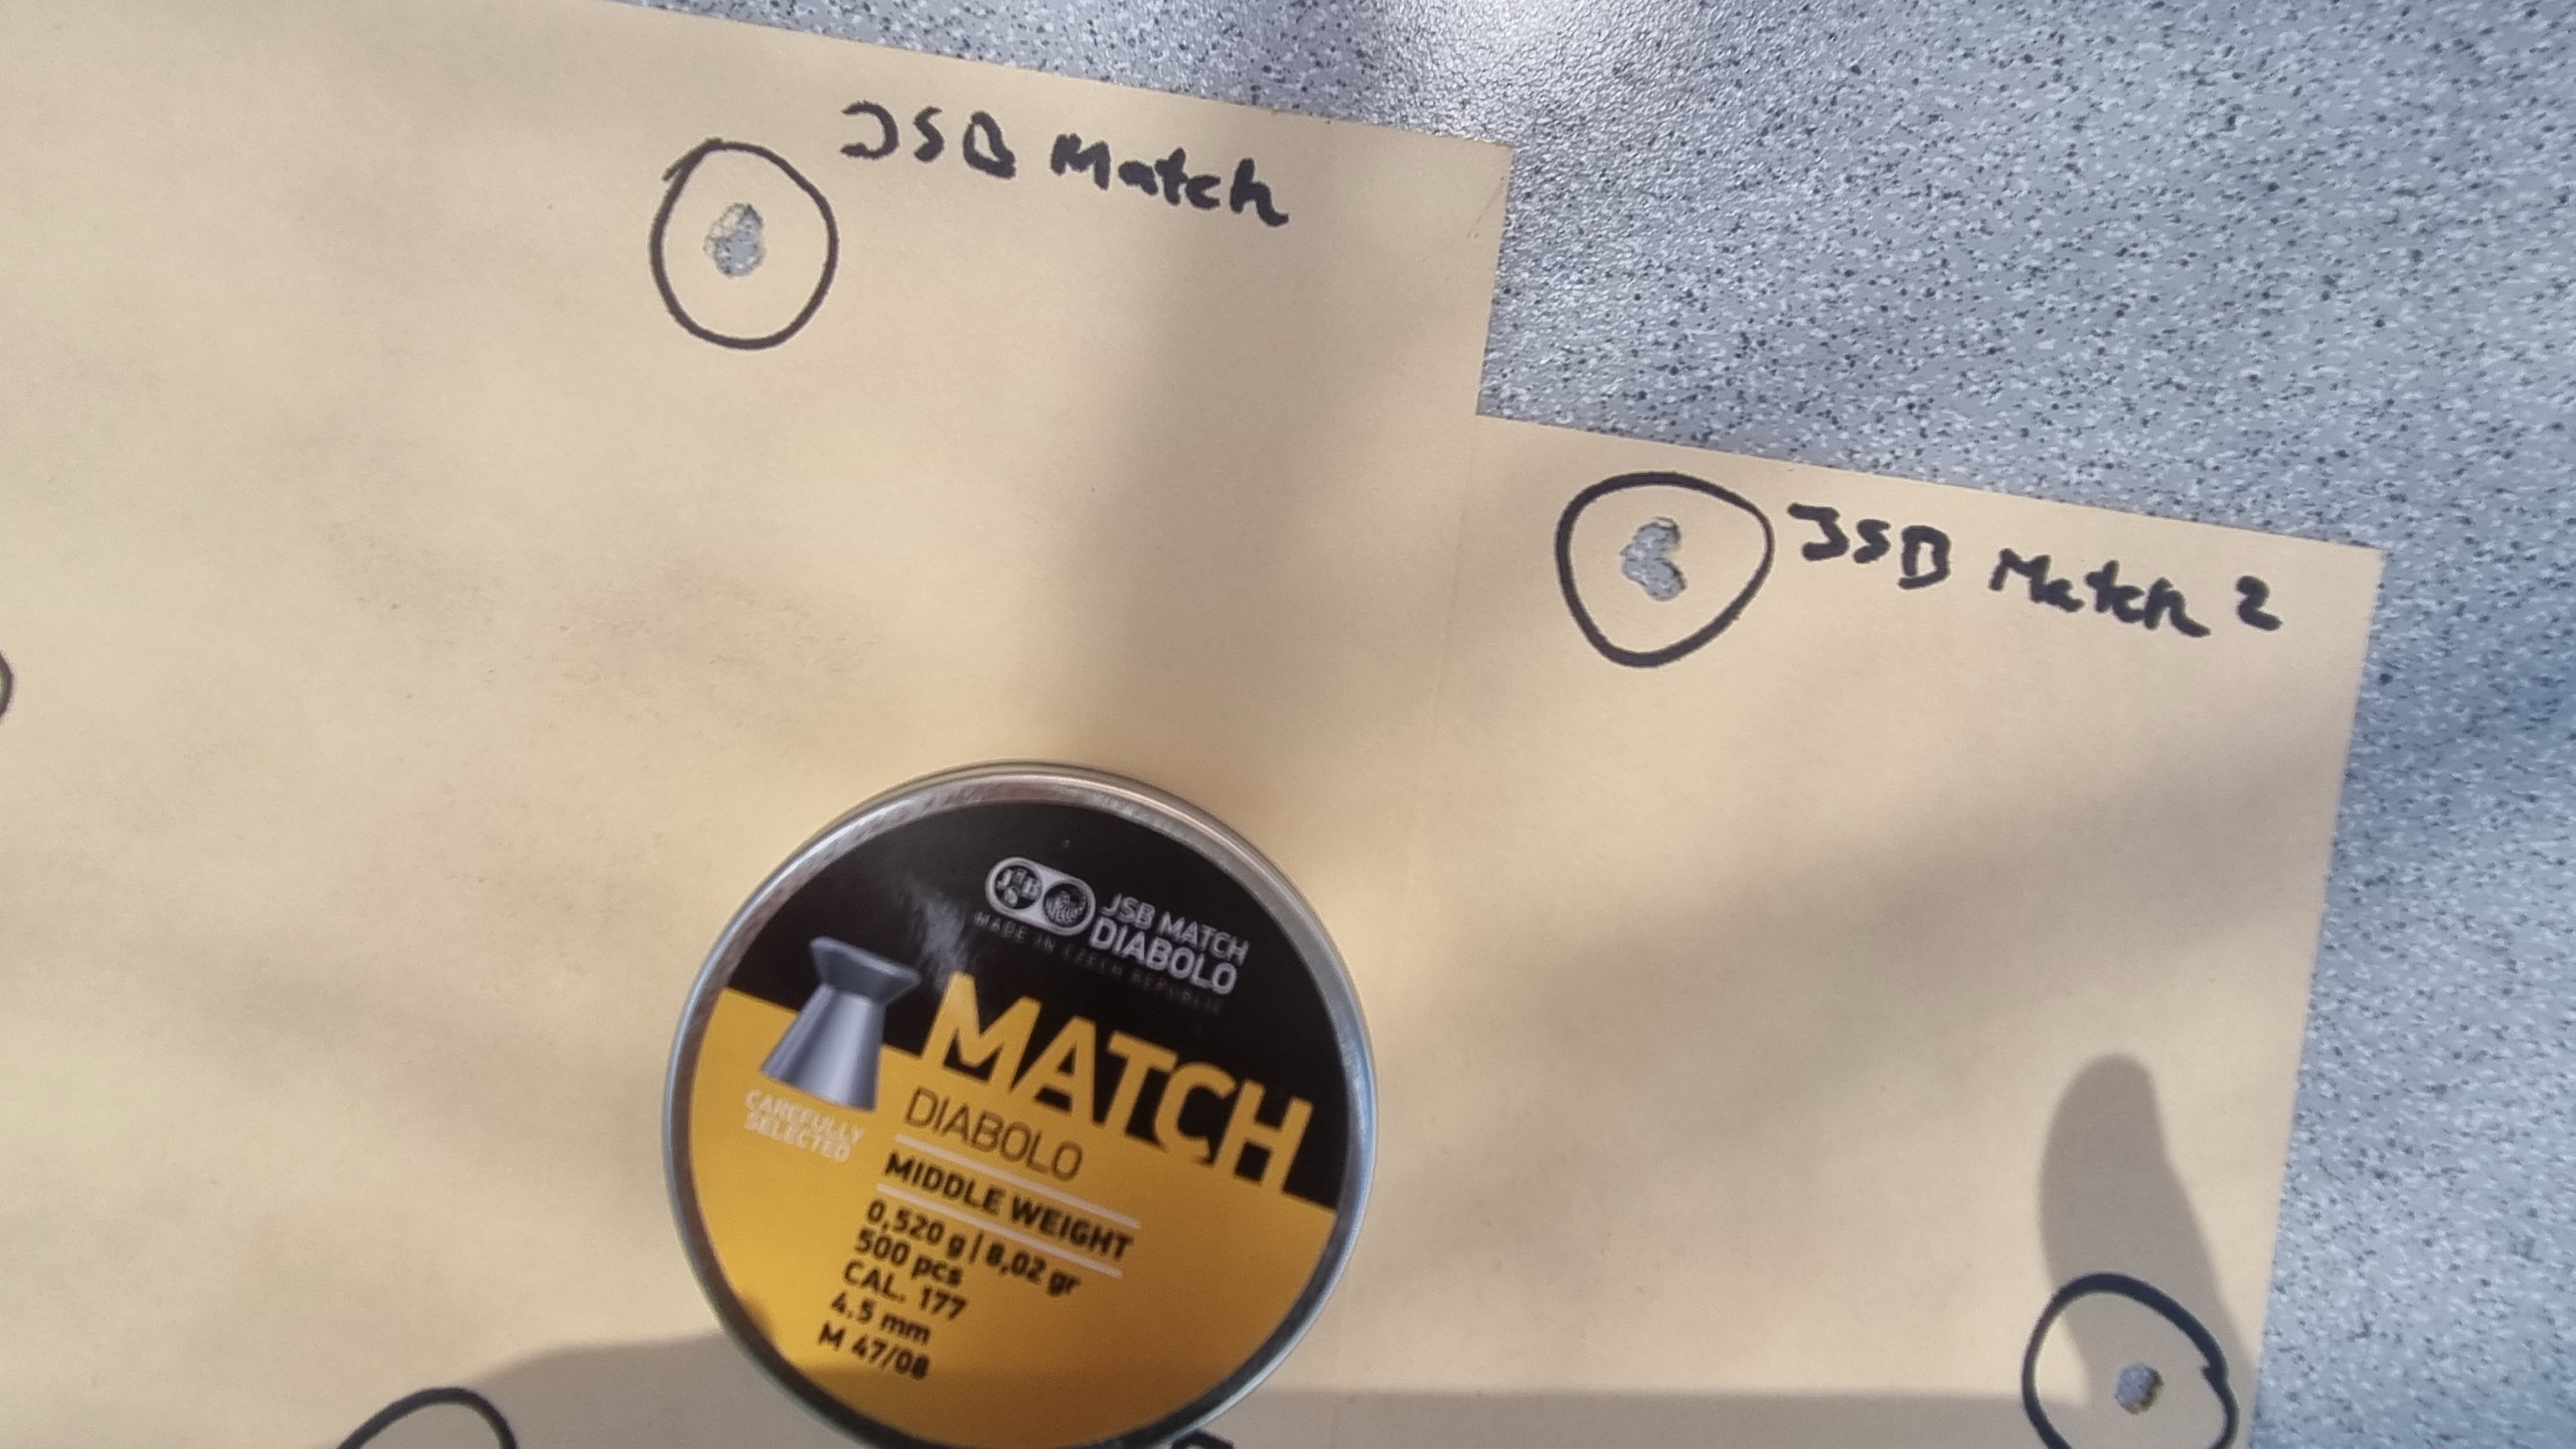 JSB Match
JSB Match 2
JSB MATCH
DIABOLO
MADE IN CZECH REPUBLIC
MATCH
DIABOLO
CAREFULLY
SELECTED
MIDDLE WEIGHT
0,520 g | 8,02 gr
500 pcs
CAL. 177
4.5 mm
M 47/08